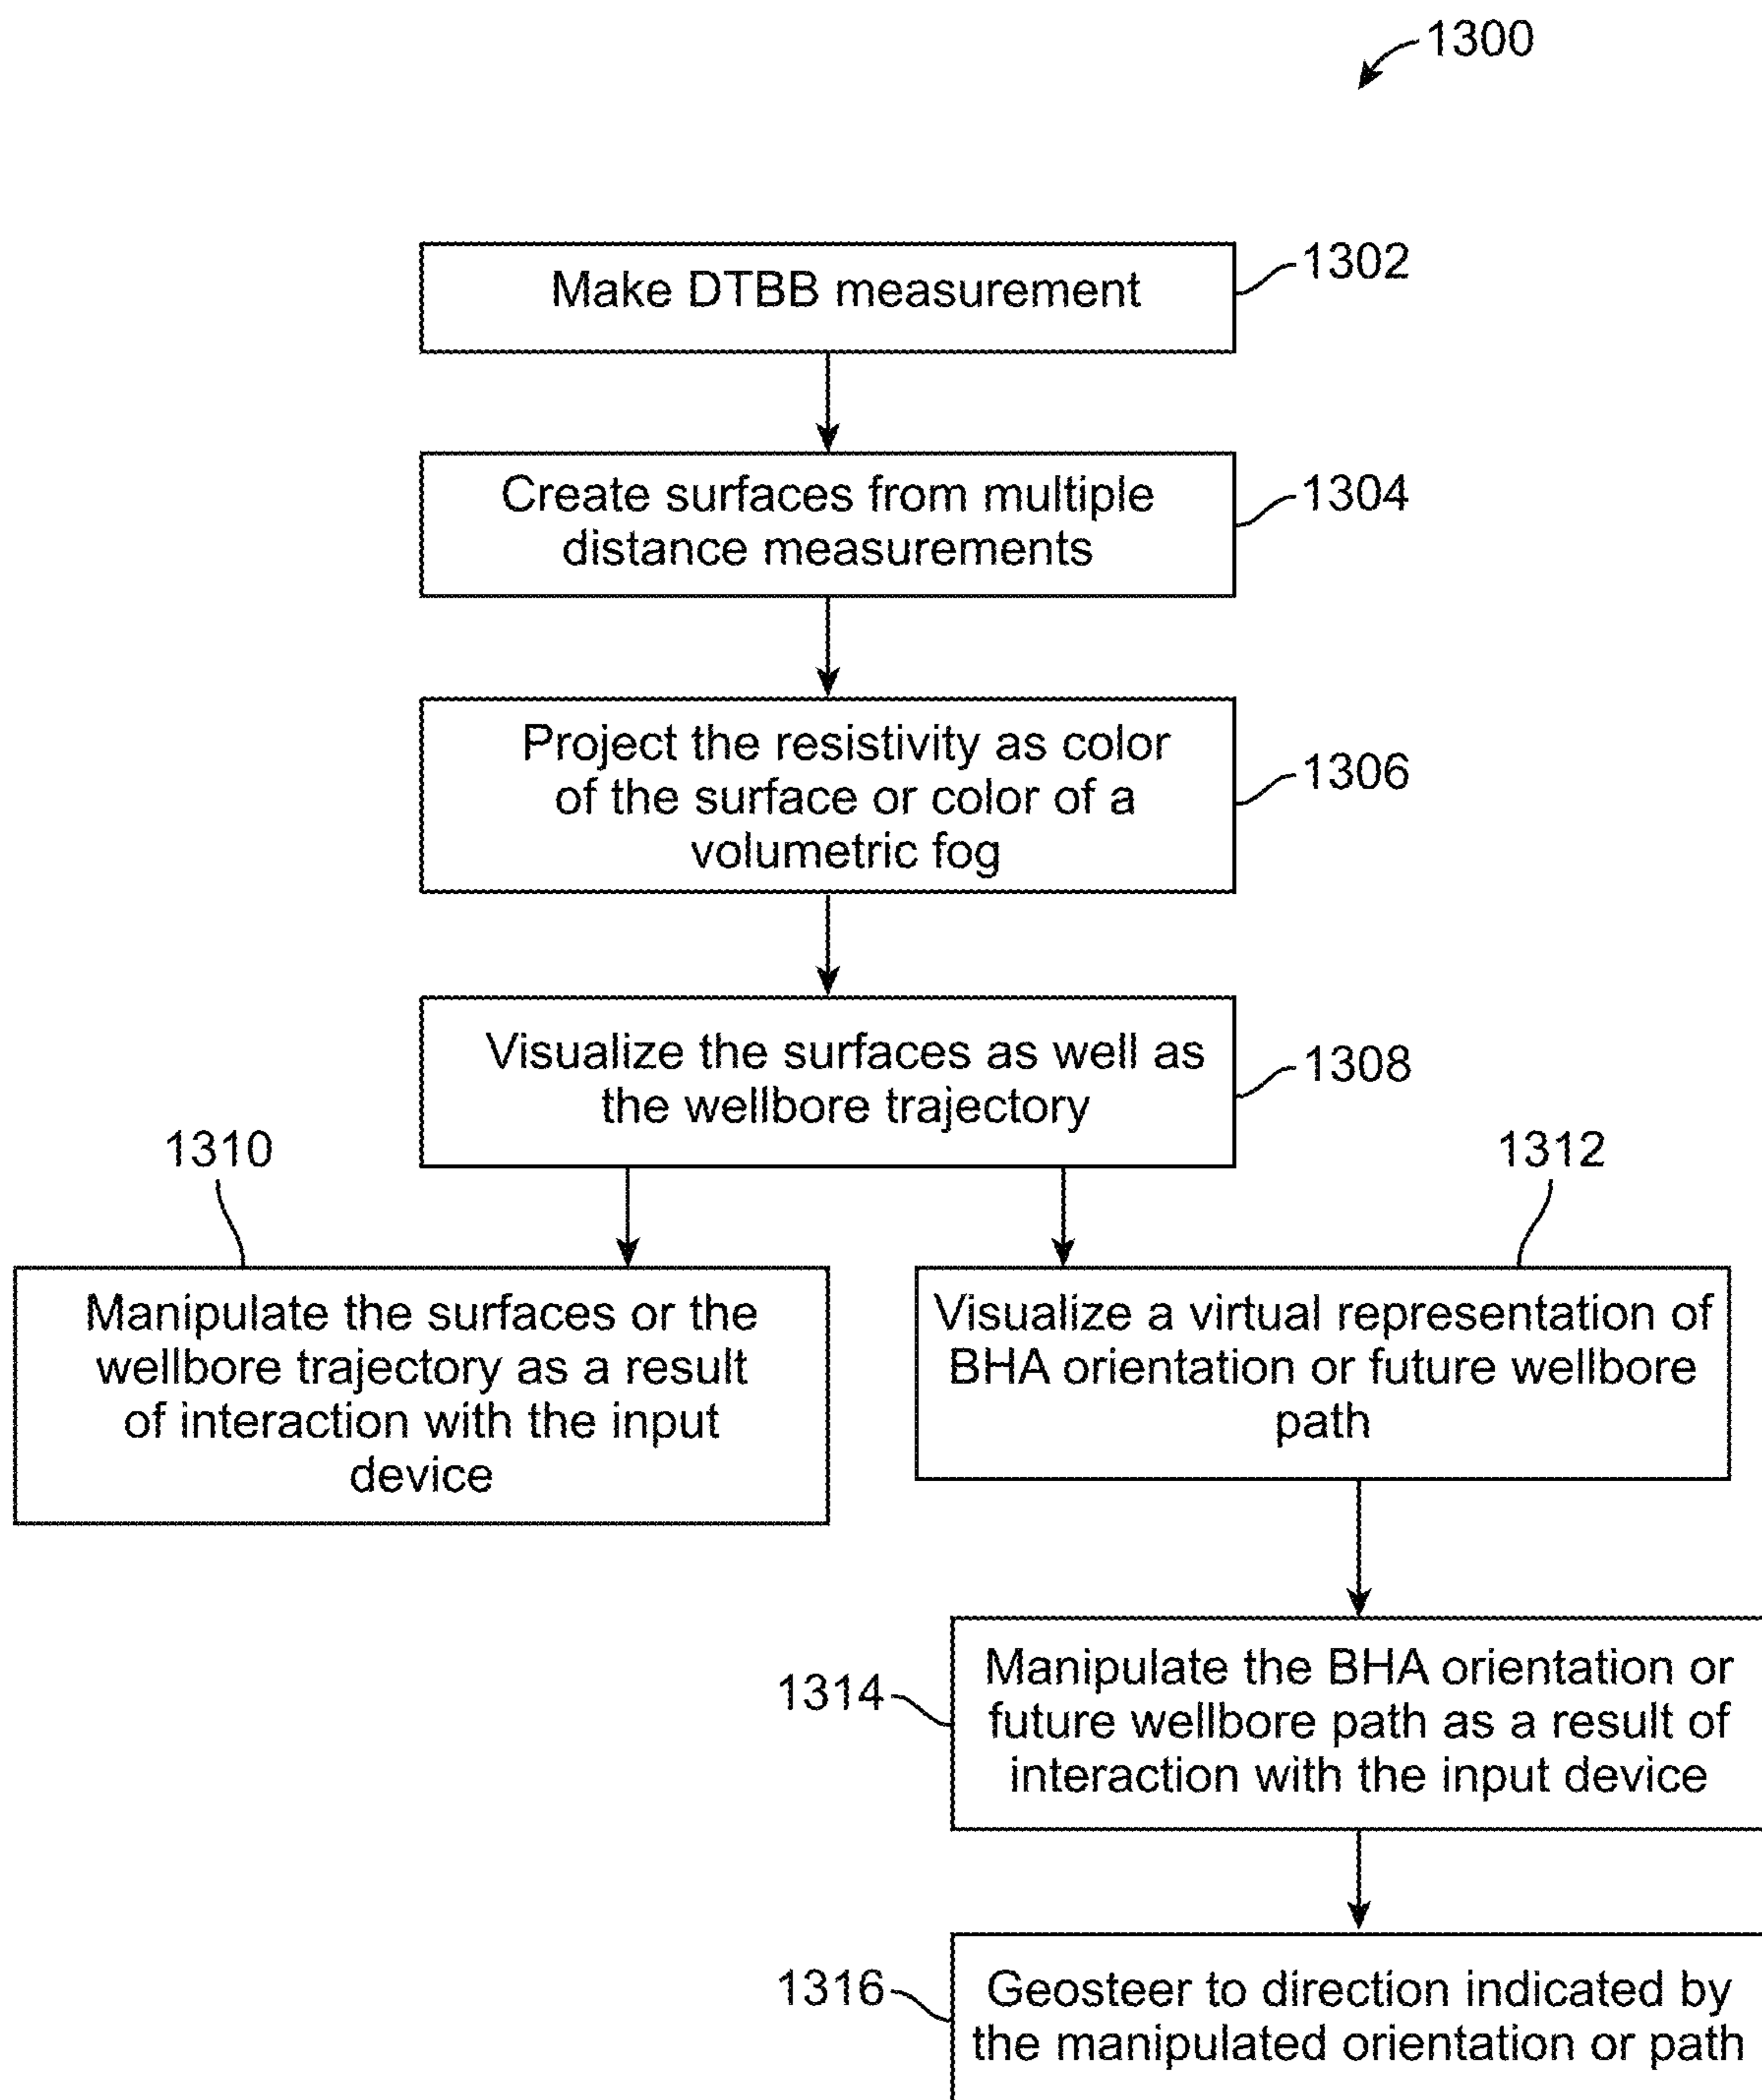 1300
Make DTBB measurement
1302
Create surfaces from multiple
distance measurements
1304
Project the resistivity as color
of the surface or color of a
volumetric fog
1306
Visualize the surfaces as well as
the wellbore trajectory
1308
1310
Manipulate the surfaces or the
wellbore trajectory as a result
of interaction with the input
device
1312
Visualize a virtual representation of
BHA orientation or future wellbore
path
1314
Manipulate the BHA orientation or
future wellbore path as a result of
interaction with the input device
1316
Geosteer to direction indicated by
the manipulated orientation or path